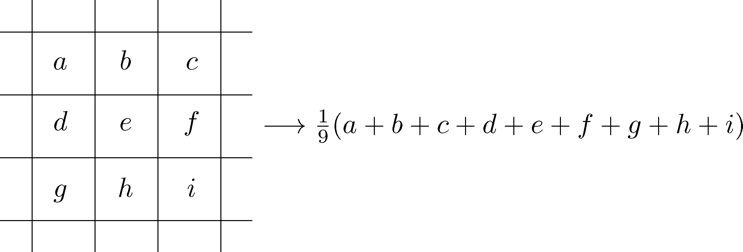 a b c
d e f
g h i
⟶ 1/9(a + b + c + d + e + f + g + h + i)